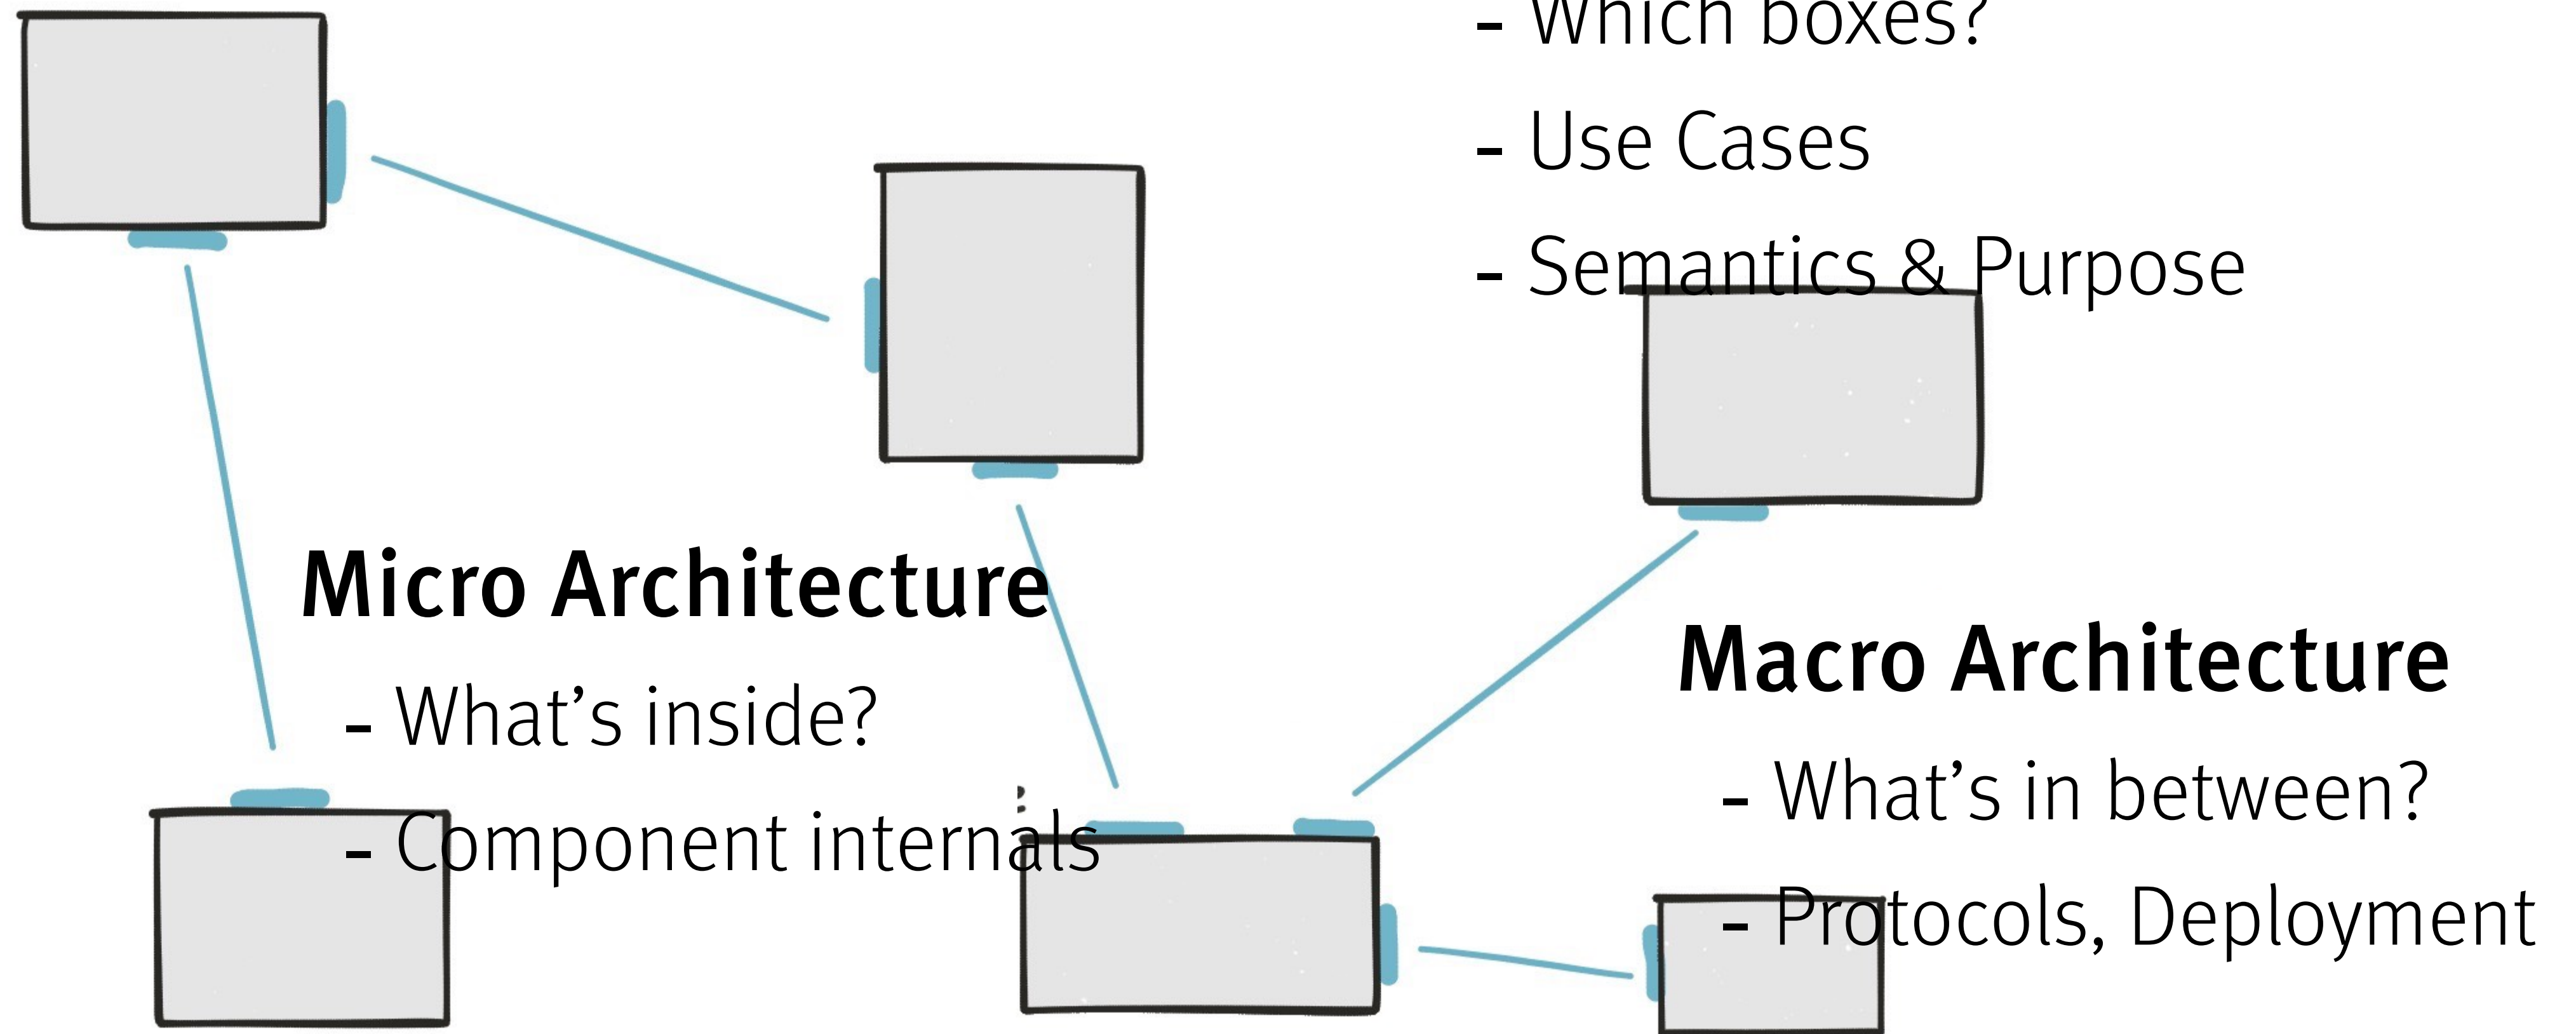 - Which boxes?
- Use Cases
- Semantics & Purpose
Micro Architecture
- What's inside?
- Component internals
Macro Architecture
- What's in between?
- Protocols, Deployment